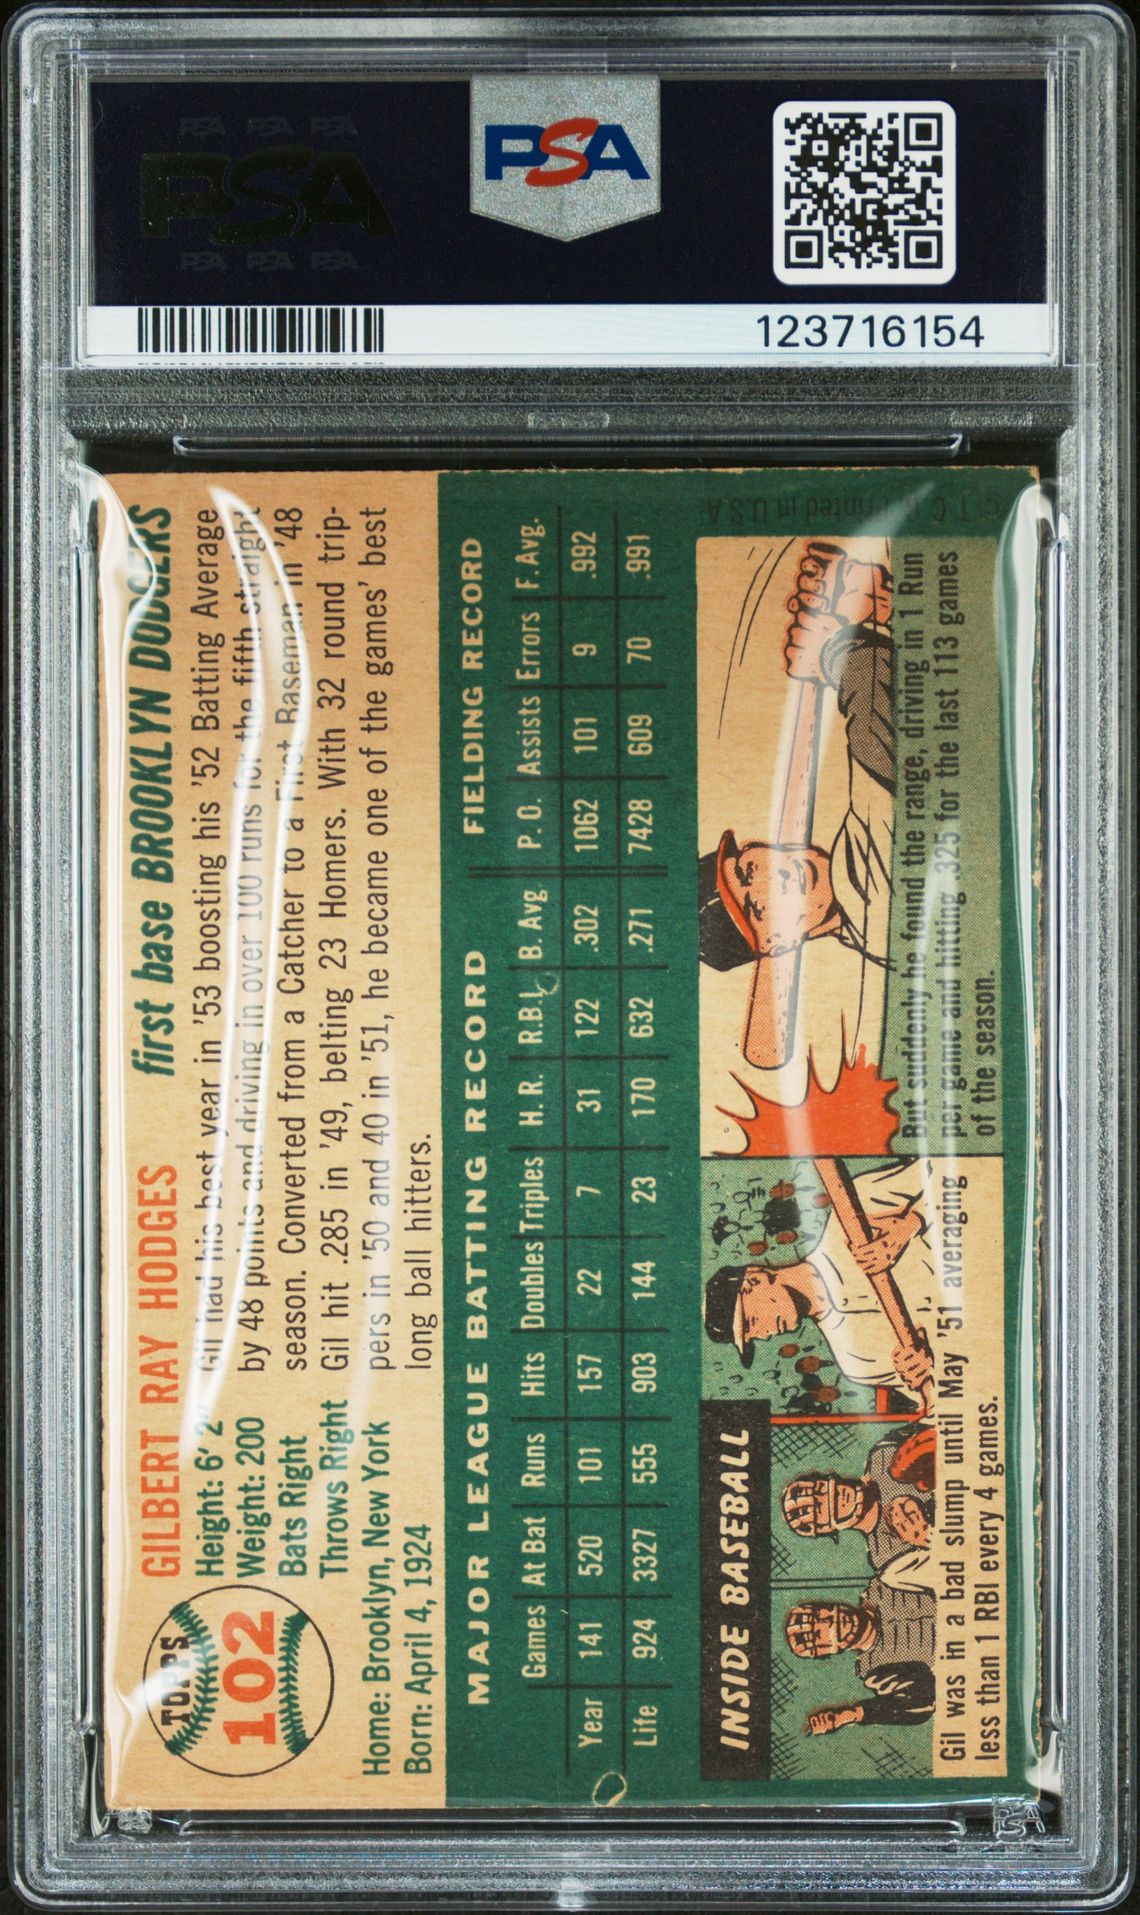 PSA PSA PSA
PSA
PSA PSA PSA
PSA
123716154
TOPPS
102
GILBERT RAY HODGES
first base BROOKLYN DODGERS
Height: 6' 2"
Weight: 200
Bats Right
Throws Right
Home: Brooklyn, New York
Born: April 4, 1924
Gil had his best year in '53 boosting his '52 Batting Average
by 48 points and driving in over 100 runs for the fifth straight
season. Converted from a Catcher to a First Baseman in '48
Gil hit .285 in '49, belting 23 Homers. With 32 round trip-
pers in '50 and 40 in '51, he became one of the games' best
long ball hitters.
MAJOR LEAGUE BATTING RECORD FIELDING RECORD
Games At Bat Runs Hits Doubles Triples H. R. R.B.I. B. Avg P. O. Assists Errors F. Avg.
Year 141 520 101 157 22 7 31 122 .302 1062 101 9 .992
Life 924 3327 555 903 144 23 170 632 .271 7428 609 70 .991
INSIDE BASEBALL
Gil was in a bad slump until May '51 averaging
less than 1 RBI every 4 games.
But suddenly he found the range, driving in 1 Run
per game and hitting .325 for the last 113 games
of the season.
© T. C. G. Printed in U.S.A
PSA